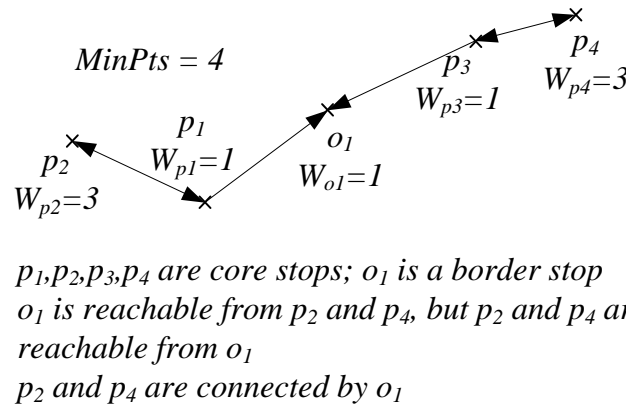 MinPts = 4
p4
Wp4=3
p3
Wp3=1
p1
Wp1=1
o1
Wo1=1
p2
Wp2=3
p1,p2,p3,p4 are core stops; o1 is a border stop
o1 is reachable from p2 and p4, but p2 and p4 ar
reachable from o1
p2 and p4 are connected by o1